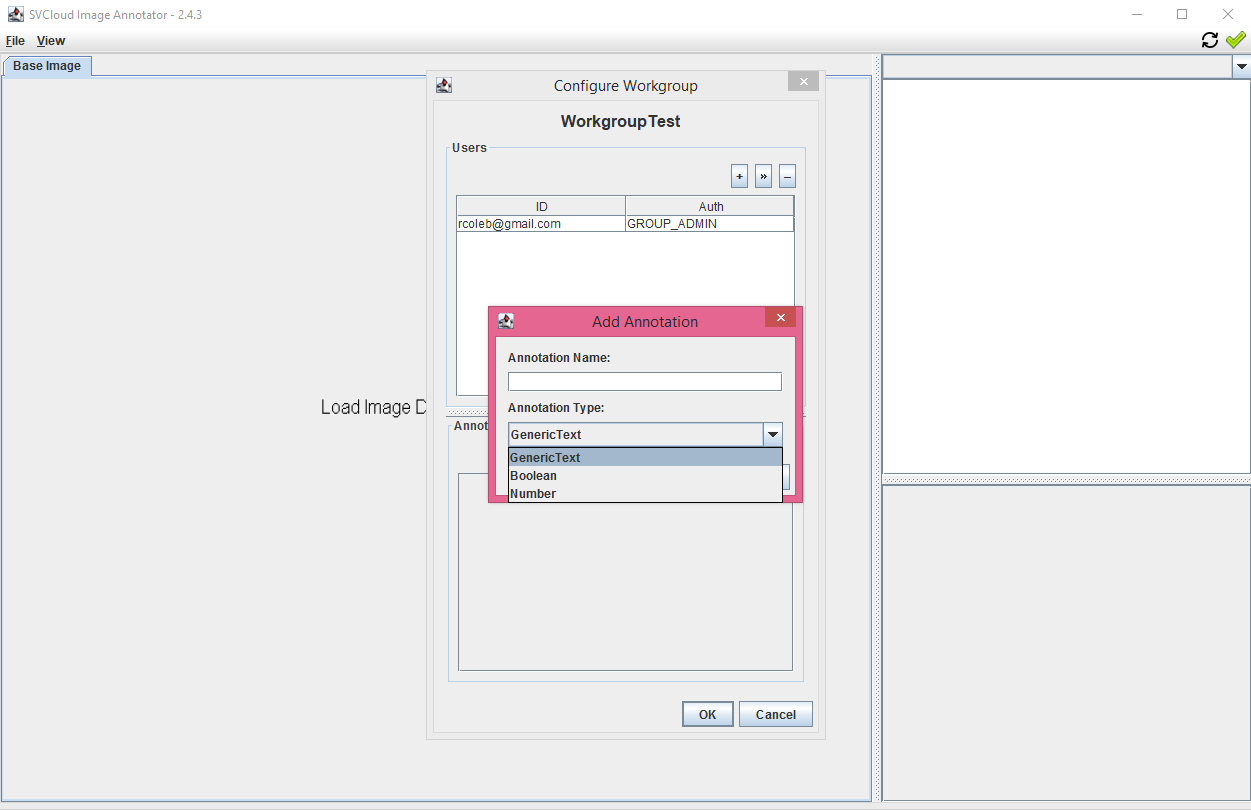 SVCloud Image Annotator - 2.4.3
File View
Base Image
Load Image D
Configure Workgroup
WorkgroupTest
Users
+ » −
ID Auth
rcoleb@gmail.com GROUP_ADMIN
Add Annotation
Annotation Name:
Annotation Type:
GenericText
GenericText
Boolean
Number
Annot
OK Cancel